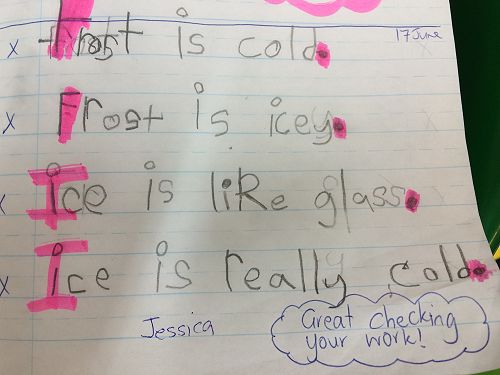 17 June
Frost is cold.
Frost is icey.
Ice is like glass.
Ice is really cold.
Jessica
Great checking
your work!